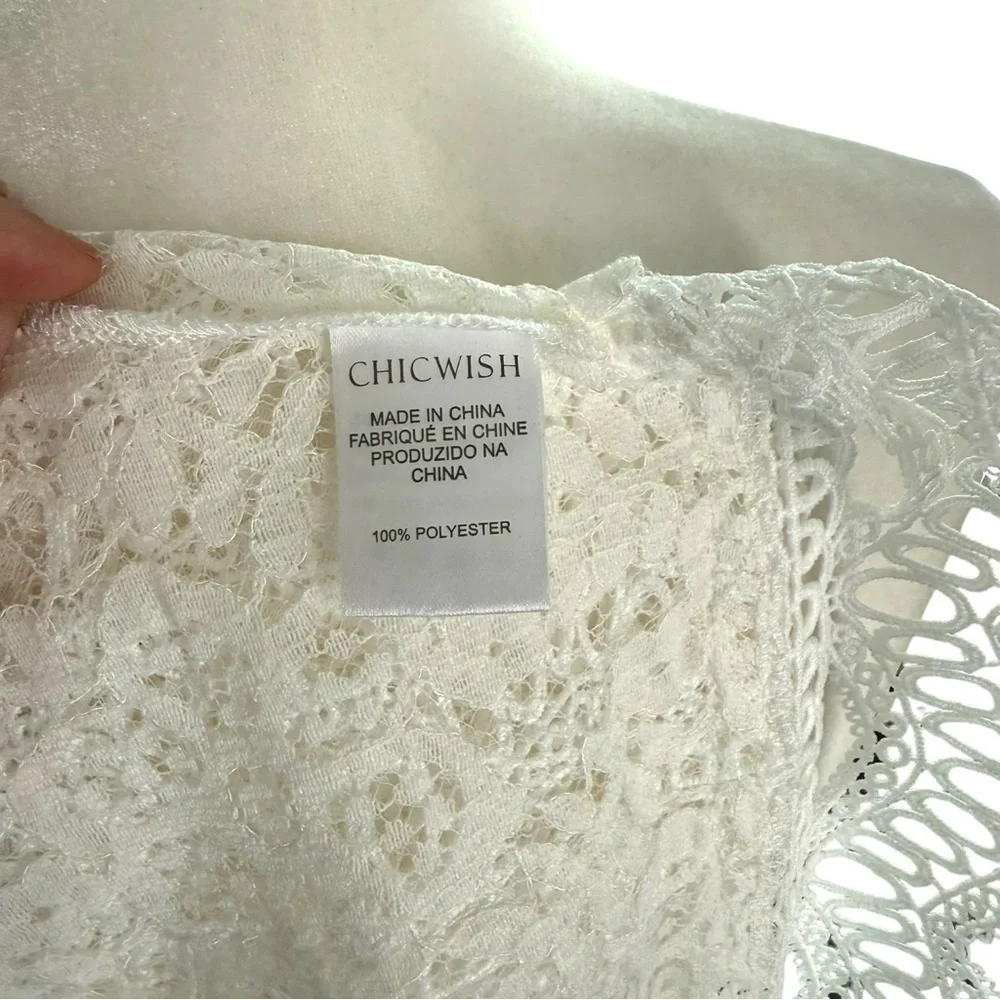 CHICWISH
MADE IN CHINA
FABRIQUÉ EN CHINE
PRODUZIDO NA
CHINA
100% POLYESTER